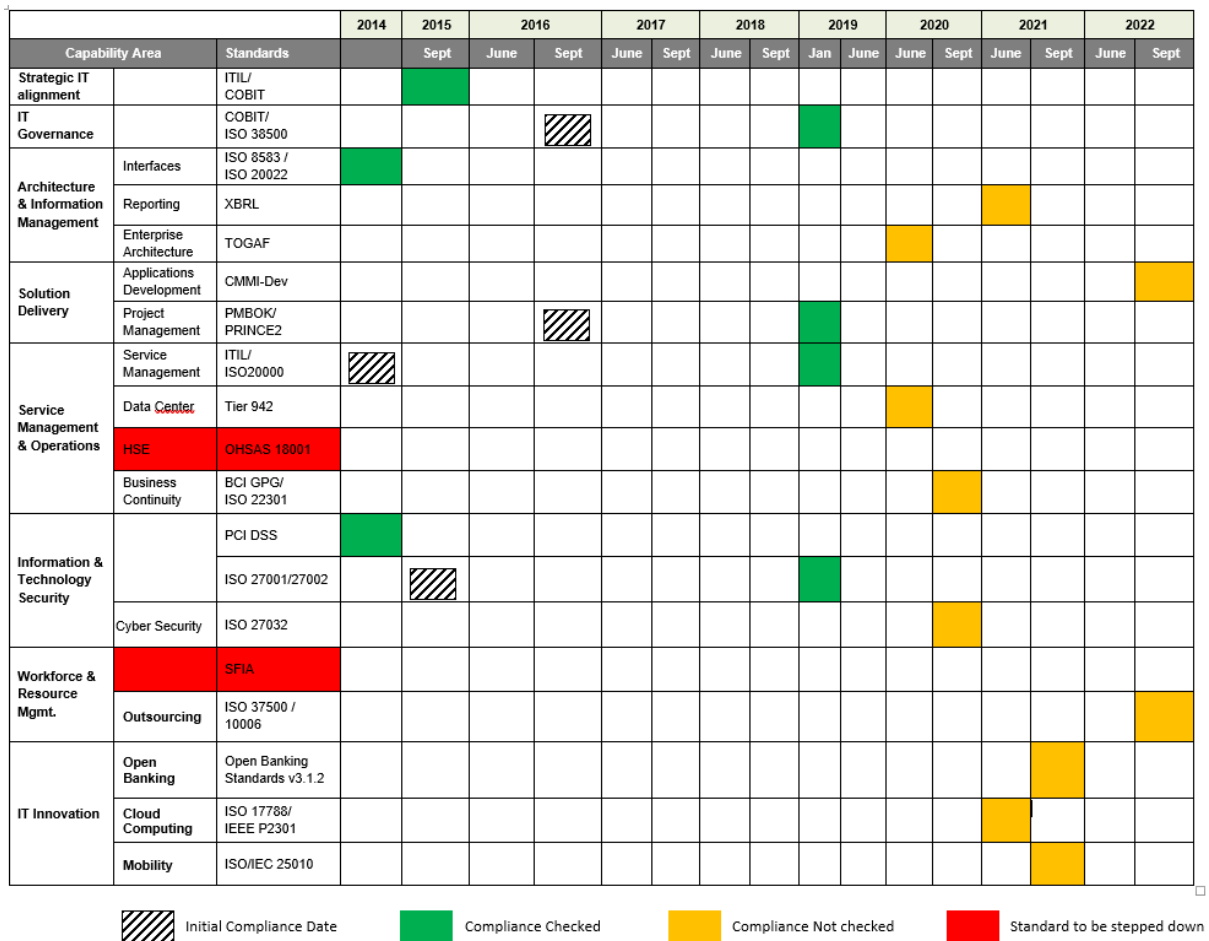 2014 2015 2016 2017 2018 2019 2020 2021 2022
Capability Area Standards Sept June Sept June Sept June Sept Jan June June Sept June Sept June Sept
Strategic IT
alignment
ITIL/
COBIT
IT
Governance
COBIT/
ISO 38500
Architecture
& Information
Management
Interfaces
ISO 8583 /
ISO 20022
Reporting
XBRL
Enterprise
Architecture
TOGAF
Solution
Delivery
Applications
Development
CMMI-Dev
Project
Management
PMBOK/
PRINCE2
Service
Management
& Operations
Service
Management
ITIL/
ISO20000
Data Center
Tier 942
HSE
OHSAS 18001
Business
Continuity
BCI GPG/
ISO 22301
Information &
Technology
Security
PCI DSS
ISO 27001/27002
Cyber Security
ISO 27032
Workforce &
Resource
Mgmt.
SFIA
Outsourcing
ISO 37500 /
10006
IT Innovation
Open
Banking
Open Banking
Standards v3.1.2
Cloud
Computing
ISO 17788/
IEEE P2301
Mobility
ISO/IEC 25010
Initial Compliance Date
Compliance Checked
Compliance Not checked
Standard to be stepped down